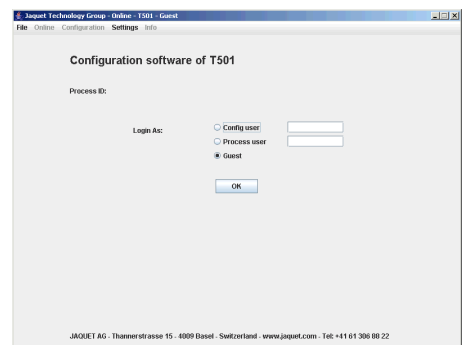 Jaquet Technology Group - Online - T501 - Guest
File Online Configuration Settings Info
Configuration software of T501
Process ID:
Login As:
Config user
Process user
Guest
OK
JAQUET AG - Thannerstrasse 15 - 4009 Basel - Switzerland - www.jaquet.com - Tel: +41 61 306 88 22